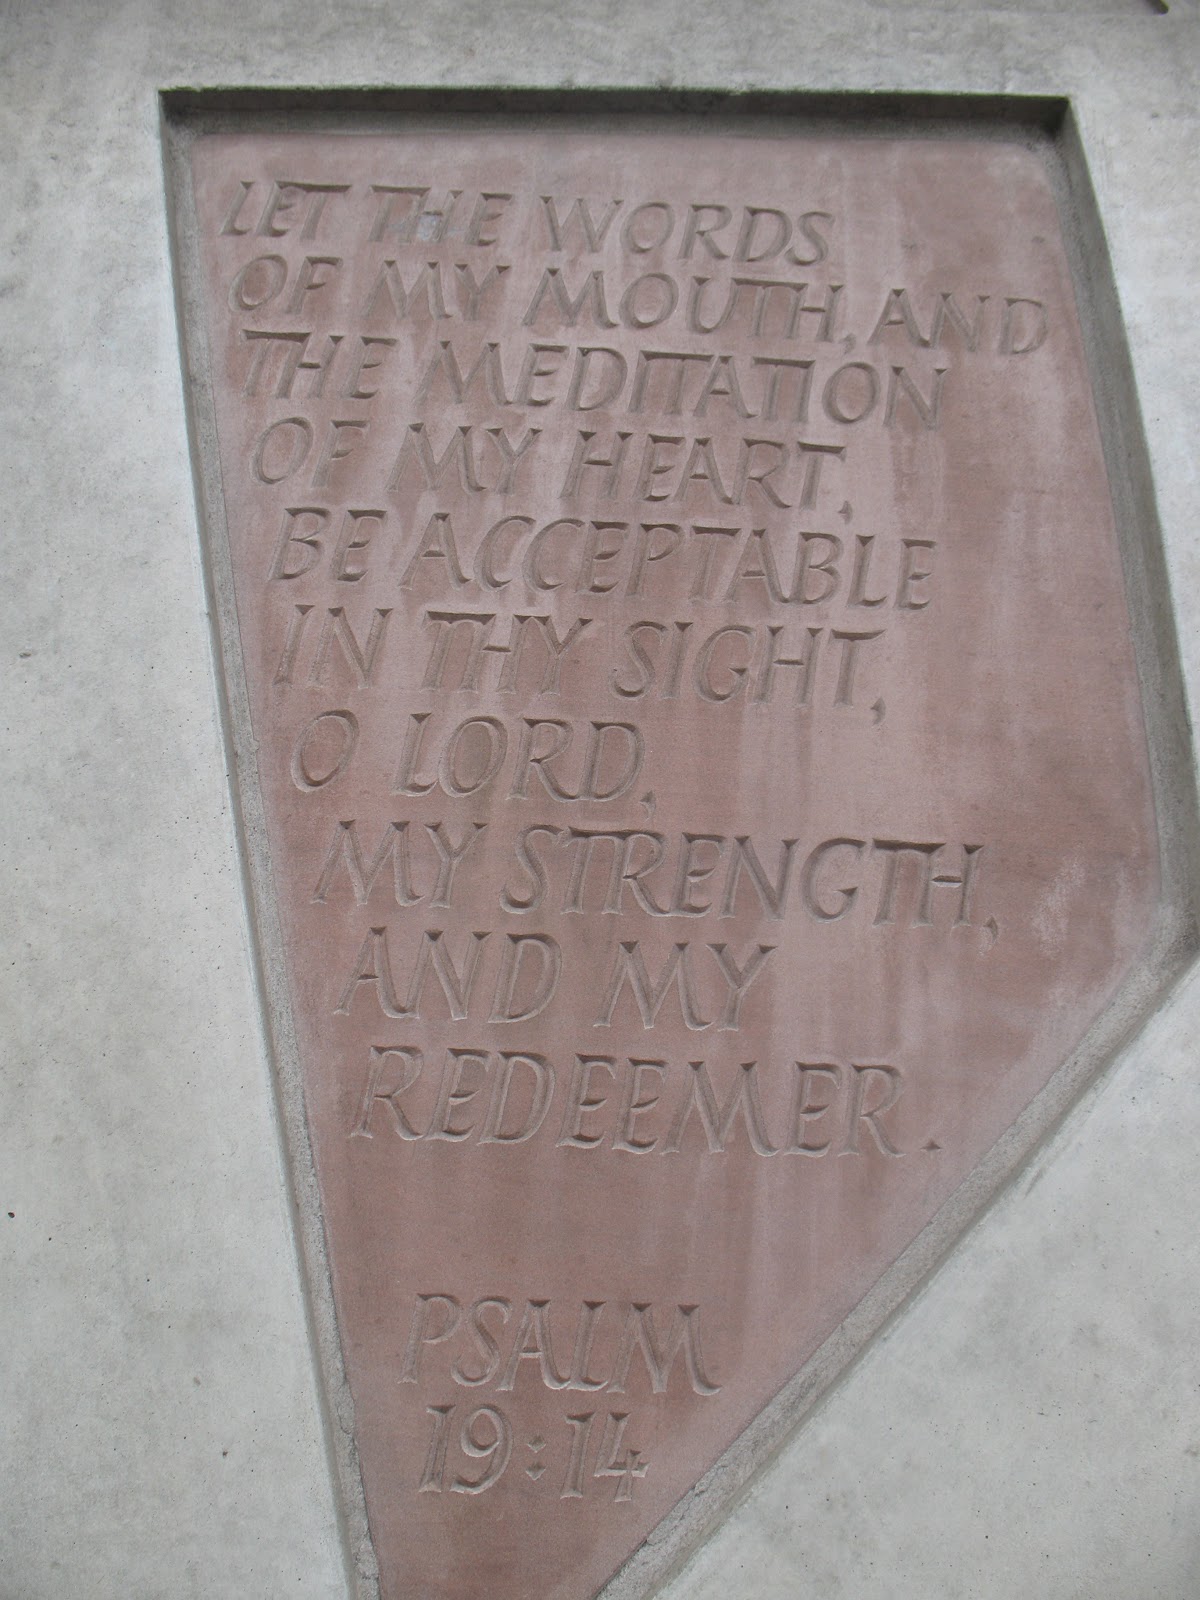 LET THE WORDS
OF MY MOUTH, AND
THE MEDITATION
OF MY HEART,
BE ACCEPTABLE
IN THY SIGHT,
O LORD,
MY STRENGTH,
AND MY
REDEEMER.
PSALM
19:14